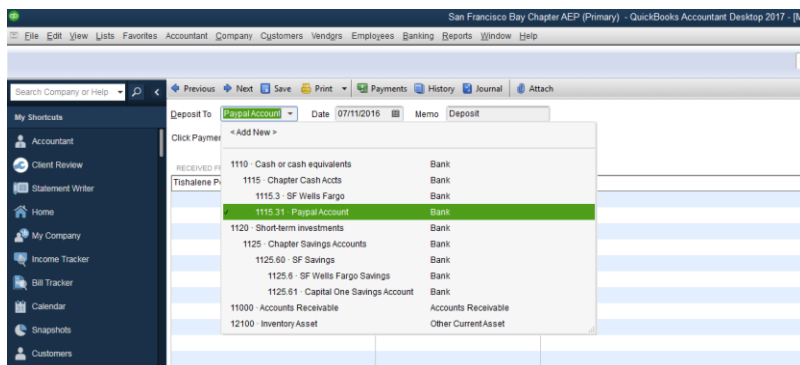 San Francisco Bay Chapter AEP (Primary) - QuickBooks Accountant Desktop 2017 - [M
File Edit View Lists Favorites Accountant Company Customers Vendors Employees Banking Reports Window Help
Search Company or Help
Previous Next Save Print Payments History Journal Attach
My Shortcuts
Deposit To Paypal Account Date 07/11/2016 Memo Deposit
Accountant
Click Paymer
< Add New >
Client Review
RECEIVED FR
1110 · Cash or cash equivalents Bank
Tishalene Pe
1115 · Chapter Cash Accts Bank
Statement Writer
1115.3 · SF Wells Fargo Bank
Home
1115.31 · Paypal Account Bank
1120 · Short-term investments Bank
My Company
1125 · Chapter Savings Accounts Bank
Income Tracker
1125.60 · SF Savings Bank
1125.6 · SF Wells Fargo Savings Bank
Bill Tracker
1125.61 · Capital One Savings Account Bank
Calendar
11000 · Accounts Receivable Accounts Receivable
12100 · Inventory Asset Other Current Asset
Snapshots
Customers